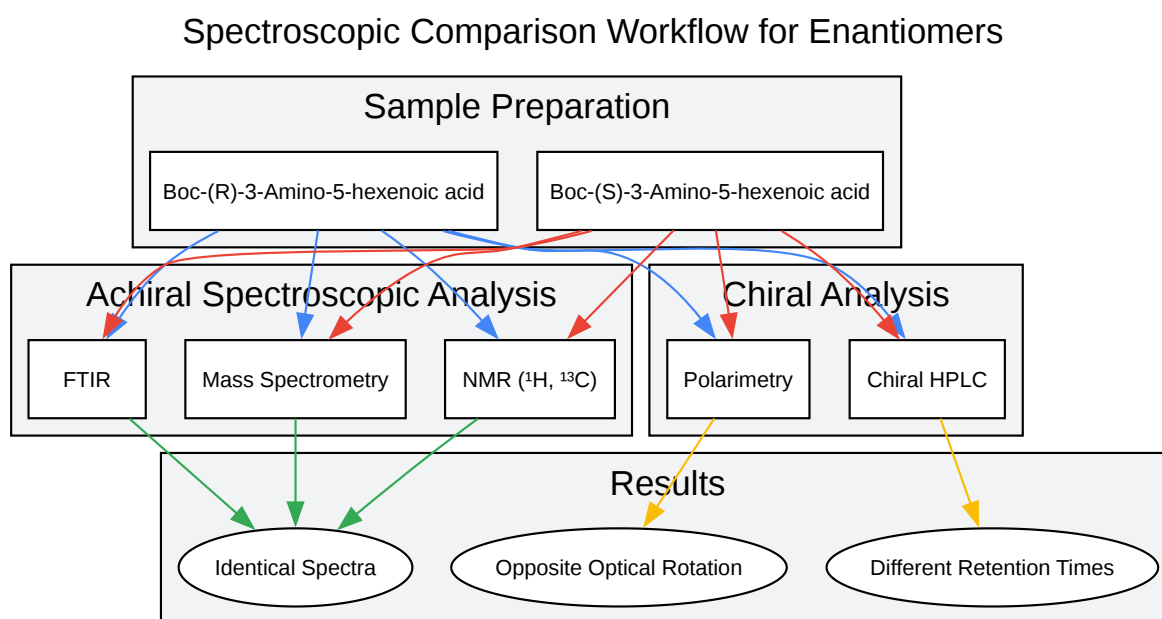 Spectroscopic Comparison Workflow for Enantiomers
Sample Preparation
Boc-(R)-3-Amino-5-hexenoic acid
Boc-(S)-3-Amino-5-hexenoic acid
Achiral Spectroscopic Analysis
Chiral Analysis
FTIR
Mass Spectrometry
NMR (¹H, ¹³C)
Polarimetry
Chiral HPLC
Results
Identical Spectra
Opposite Optical Rotation
Different Retention Times